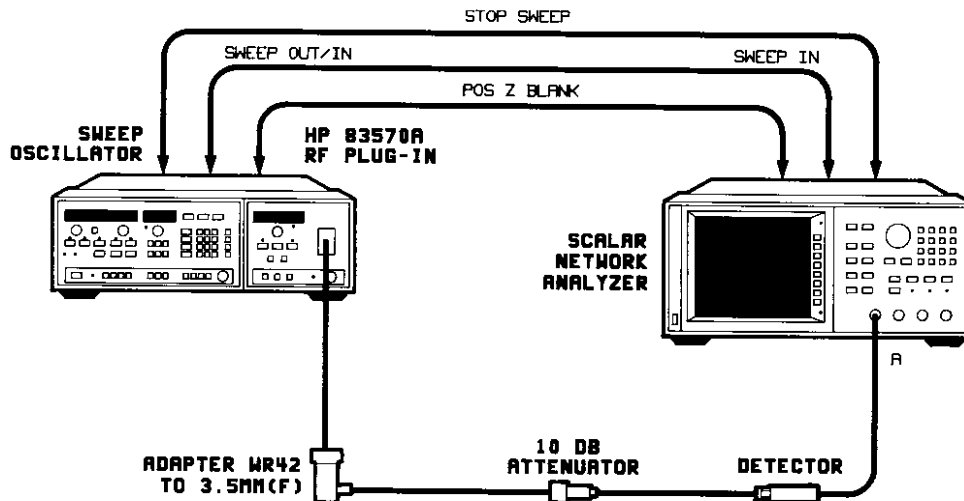 STOP SWEEP
SWEEP OUT/IN
SWEEP IN
POS Z BLANK
SWEEP
OSCILLATOR
HP 83570A
RF PLUG-IN
SCALAR
NETWORK
ANALYZER
A
ADAPTER WR42
TO 3.5MM(F)
10 DB
ATTENUATOR
DETECTOR